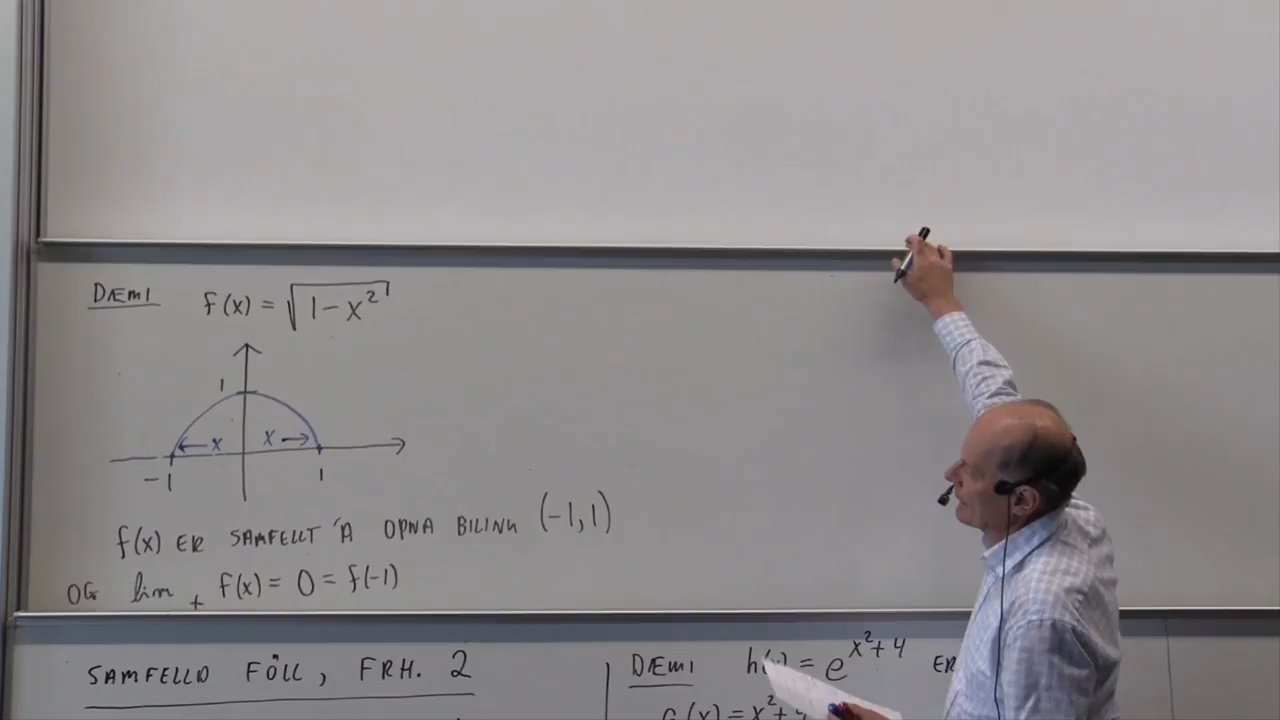 DÆMI f(x) = √(1-x²)
1
x x
-1 1
f(x) ER SAMFELLT Á OPNA BILINU (-1,1)
OG lim + f(x) = 0 = f(-1)
SAMFELLD FÖLL, FRH. 2
DÆMI = e^(x²+4) ER
(x) = x²+